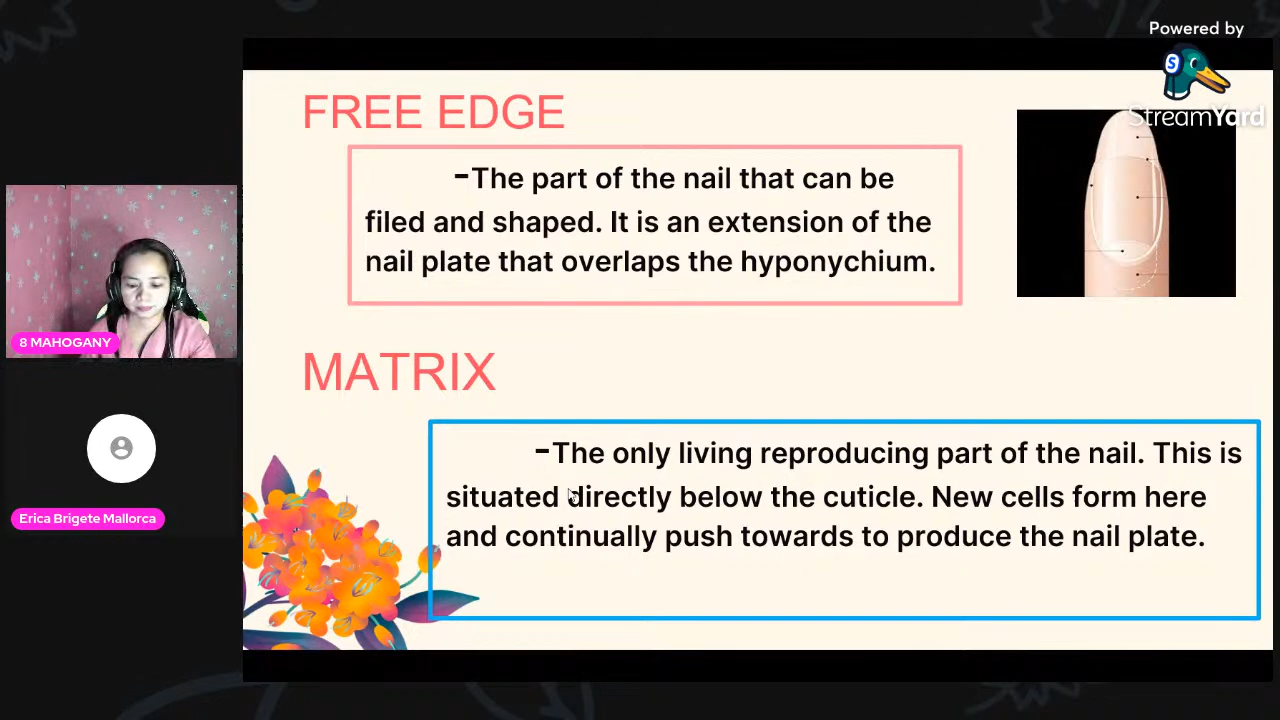 Powered by
S
StreamYard
FREE EDGE
-The part of the nail that can be
filed and shaped. It is an extension of the
nail plate that overlaps the hyponychium.
8 MAHOGANY
MATRIX
-The only living reproducing part of the nail. This is
situated directly below the cuticle. New cells form here
and continually push towards to produce the nail plate.
Erica Brigete Mallorca